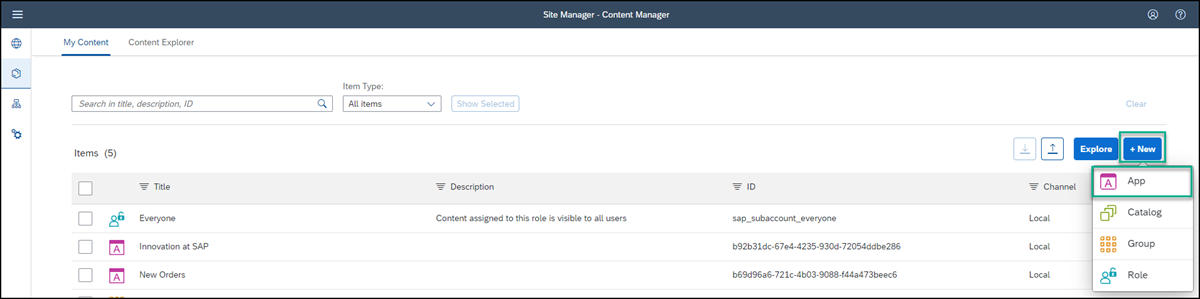 Site Manager - Content Manager
My Content Content Explorer
Item Type:
Search in title, description, ID All items Show Selected Clear
Items (5) Explore + New
Title Description ID Channel
App
Everyone Content assigned to this role is visible to all users sap_subaccount_everyone Local
Catalog
Innovation at SAP b92b31dc-67e4-4235-930d-72054ddbe286 Local
Group
New Orders b69d96a6-721c-4b03-9088-f44a473beec6 Local
Role